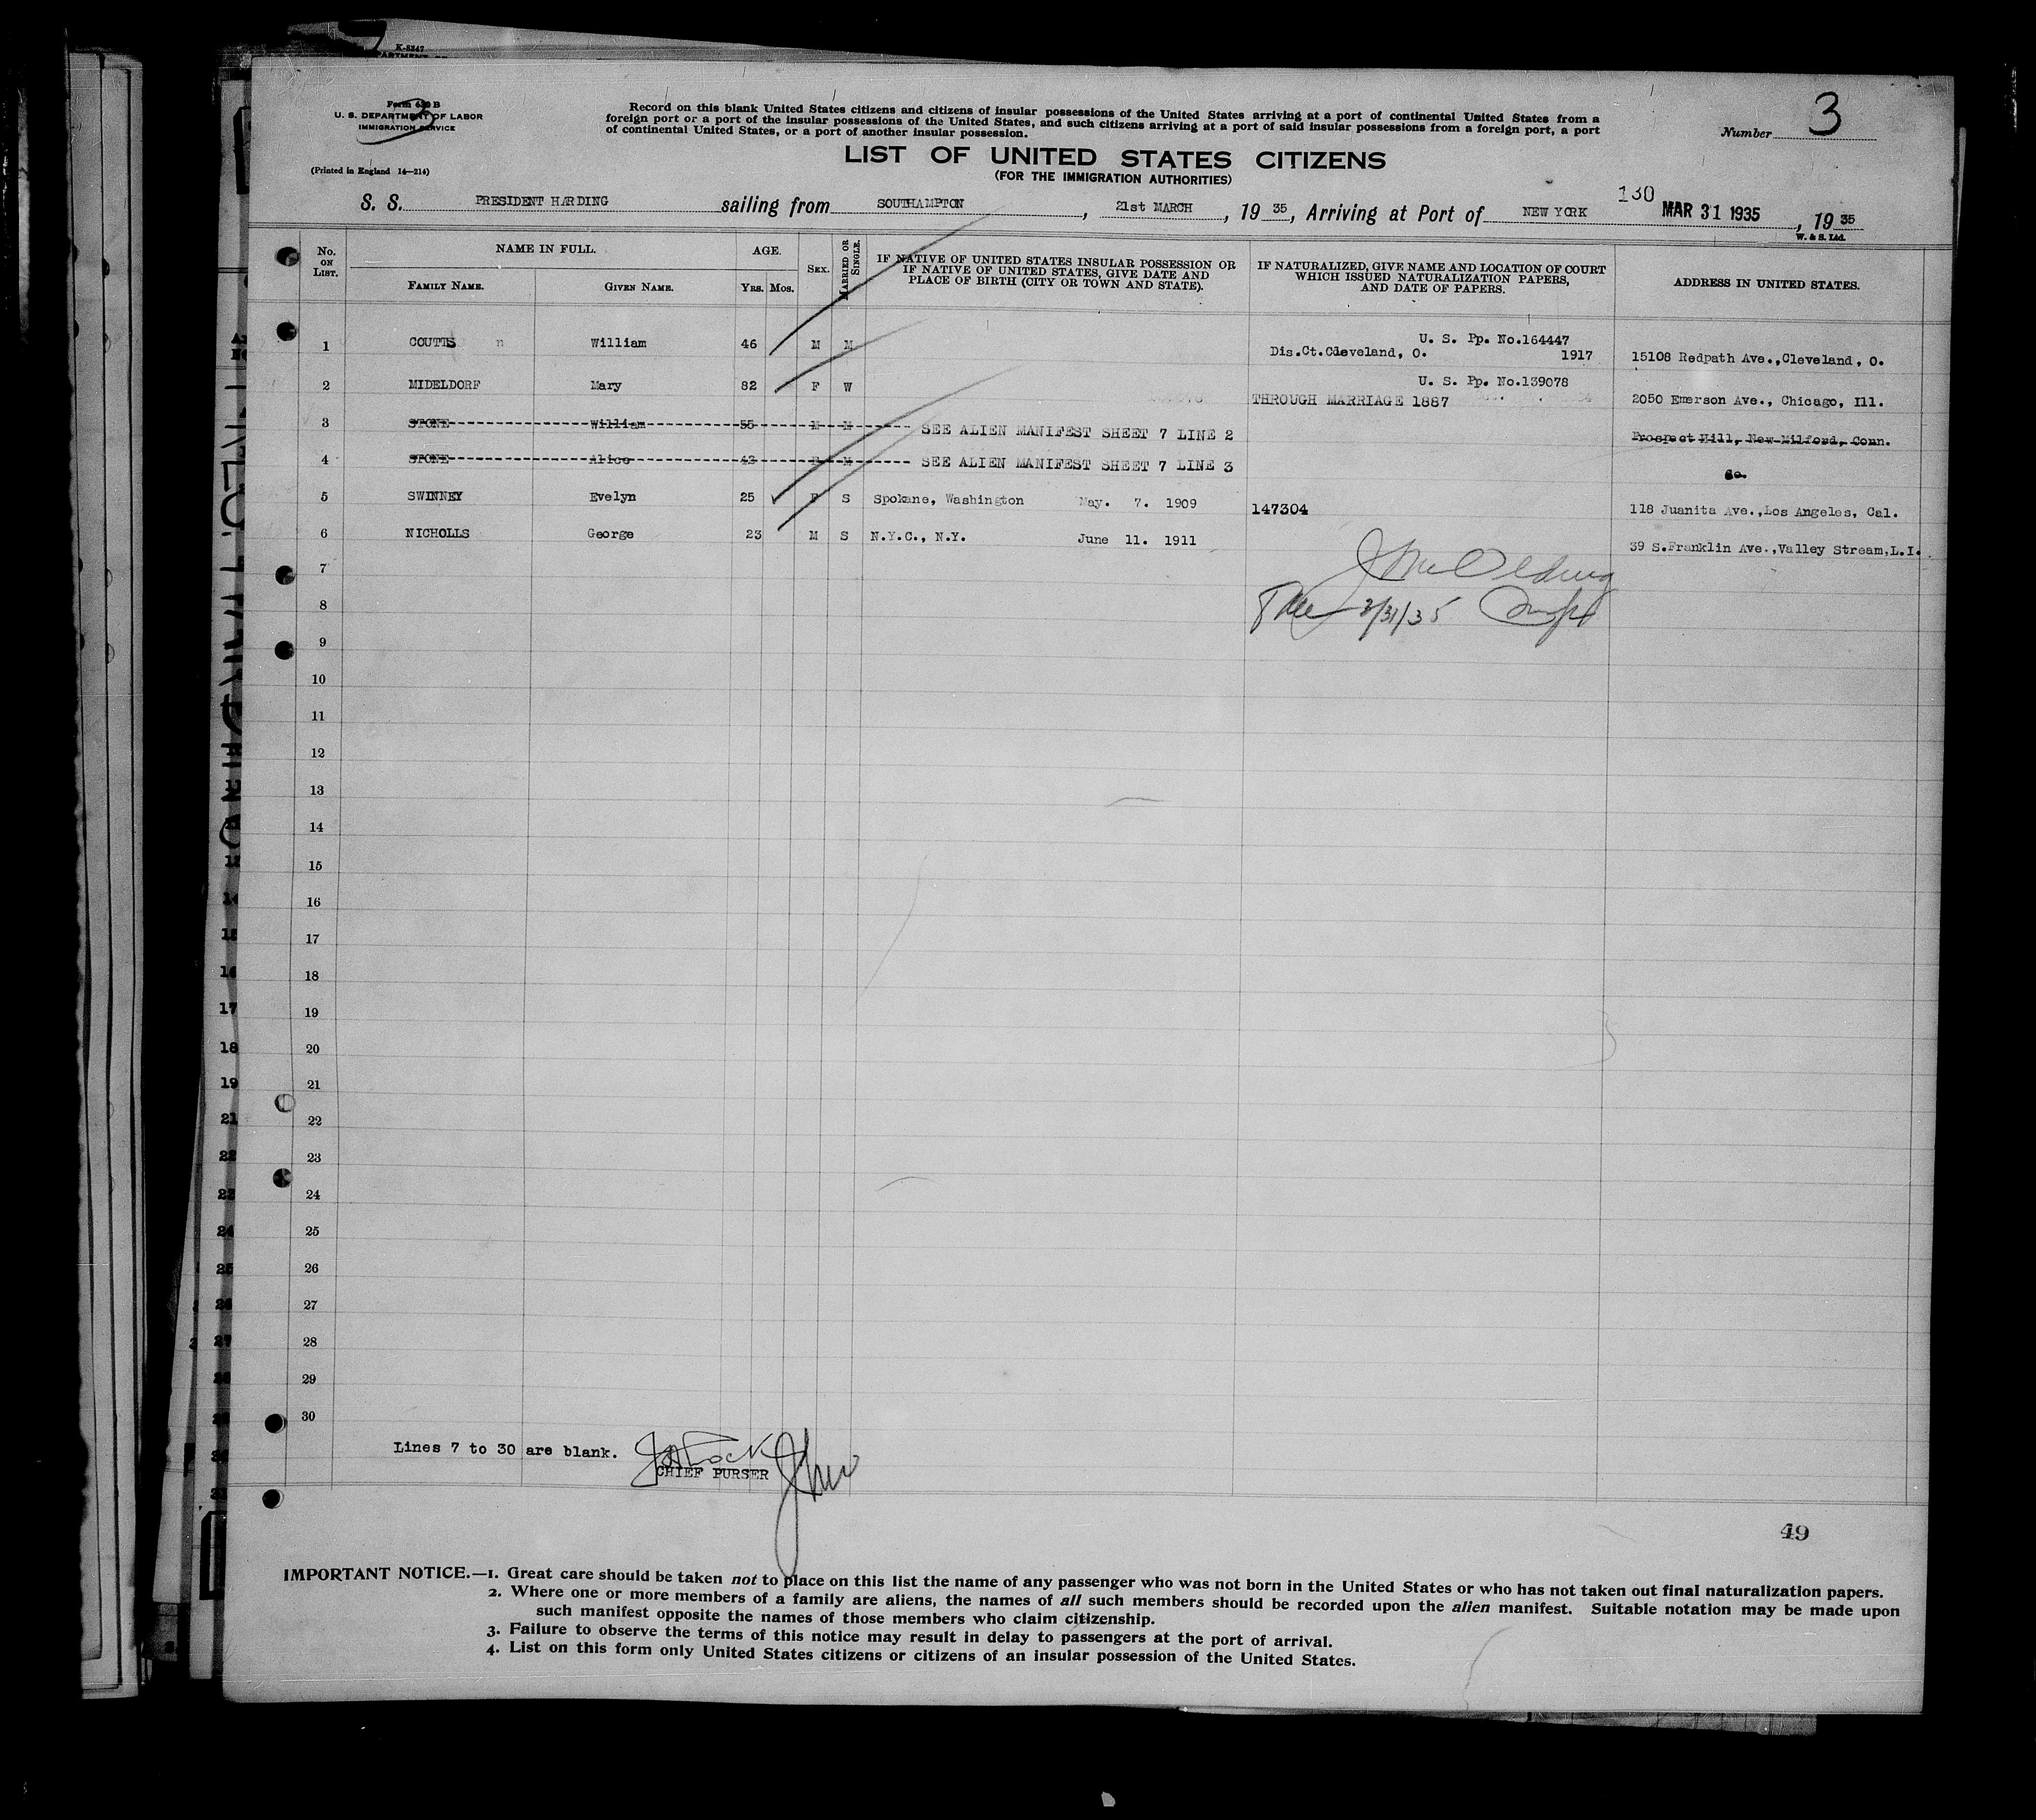 K-8347
Form 630 B
U. S. DEPARTMENT OF LABOR
IMMIGRATION SERVICE
(Printed in England 14—214)
3
Record on this blank United States citizens and citizens of insular possessions of the United States arriving at a port of continental United States from a
foreign port or a port of the insular possessions of the United States, and such citizens arriving at a port of said insular possessions from a foreign port, a port
of continental United States, or a port of another insular possession.
Number 3
LIST OF UNITED STATES CITIZENS
(FOR THE IMMIGRATION AUTHORITIES)
130
S. S. PRESIDENT HARDING sailing from SOUTHAMPTON, 21st MARCH, 19 35, Arriving at Port of NEW YORK MAR 31 1935, 19 35
W. & S. Ltd.
No. ON LIST. NAME IN FULL. FAMILY NAME. GIVEN NAME. AGE. YRS. MOS. SEX. MARRIED OR SINGLE.
IF NATIVE OF UNITED STATES INSULAR POSSESSION OR
IF NATIVE OF UNITED STATES, GIVE DATE AND
PLACE OF BIRTH (CITY OR TOWN AND STATE).
IF NATURALIZED, GIVE NAME AND LOCATION OF COURT
WHICH ISSUED NATURALIZATION PAPERS,
AND DATE OF PAPERS.
ADDRESS IN UNITED STATES.
1 COUTTS William 46 M M U. S. Pp. No.164447
Dis.Ct.Cleveland, O. 1917 15108 Redpath Ave.,Cleveland, O.
2 MIDELDORF Mary 82 F W U. S. Pp. No.139078
THROUGH MARRIAGE 1887 2050 Emerson Ave., Chicago, Ill.
3 STONE William 55 M M SEE ALIEN MANIFEST SHEET 7 LINE 2 Prospect Hill, New Milford, Conn.
4 STONE Alice 42 F M SEE ALIEN MANIFEST SHEET 7 LINE 3 do.
5 SWINNEY Evelyn 25 F S Spokane, Washington May. 7. 1909 147304 118 Juanita Ave.,Los Angeles, Cal.
6 NICHOLLS George 23 M S N.Y.C., N.Y. June 11. 1911 39 S.Franklin Ave.,Valley Stream,L.I.
7
8 3/31/35
9
10
11
12
13
14
15
16
17
18
19
20
21
22
23
24
25
26
27
28
29
30
Lines 7 to 30 are blank.
CHIEF PURSER
49
IMPORTANT NOTICE.—1. Great care should be taken not to place on this list the name of any passenger who was not born in the United States or who has not taken out final naturalization papers.
2. Where one or more members of a family are aliens, the names of all such members should be recorded upon the alien manifest. Suitable notation may be made upon
such manifest opposite the names of those members who claim citizenship.
3. Failure to observe the terms of this notice may result in delay to passengers at the port of arrival.
4. List on this form only United States citizens or citizens of an insular possession of the United States.